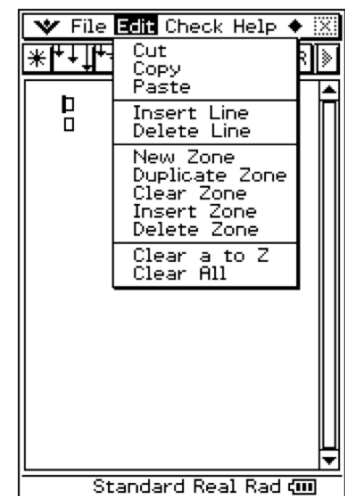 File Edit Check Help
Cut
Copy
Paste
Insert Line
Delete Line
New Zone
Duplicate Zone
Clear Zone
Insert Zone
Delete Zone
Clear a to Z
Clear All
Standard Real Rad